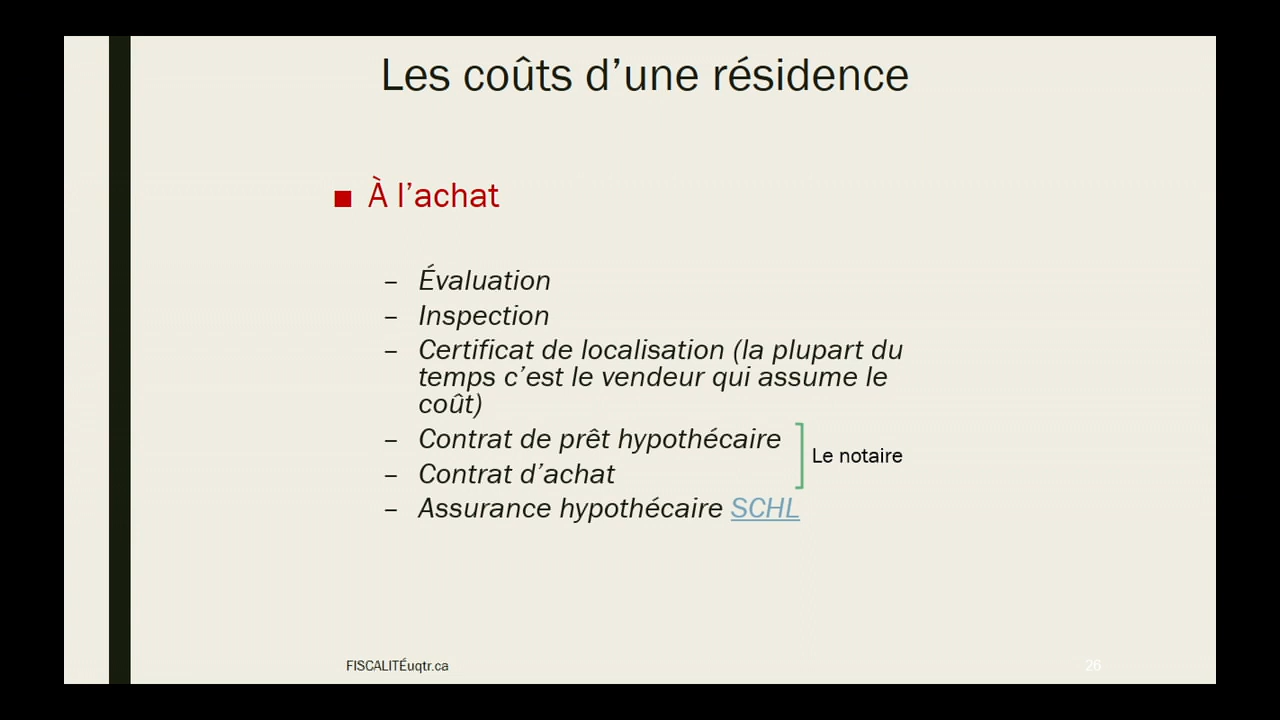 Les coûts d’une résidence
■ À l’achat
– Évaluation
– Inspection
– Certificat de localisation (la plupart du
temps c’est le vendeur qui assume le
coût)
– Contrat de prêt hypothécaire
Le notaire
– Contrat d’achat
– Assurance hypothécaire SCHL
FISCALITÉuqtr.ca
26